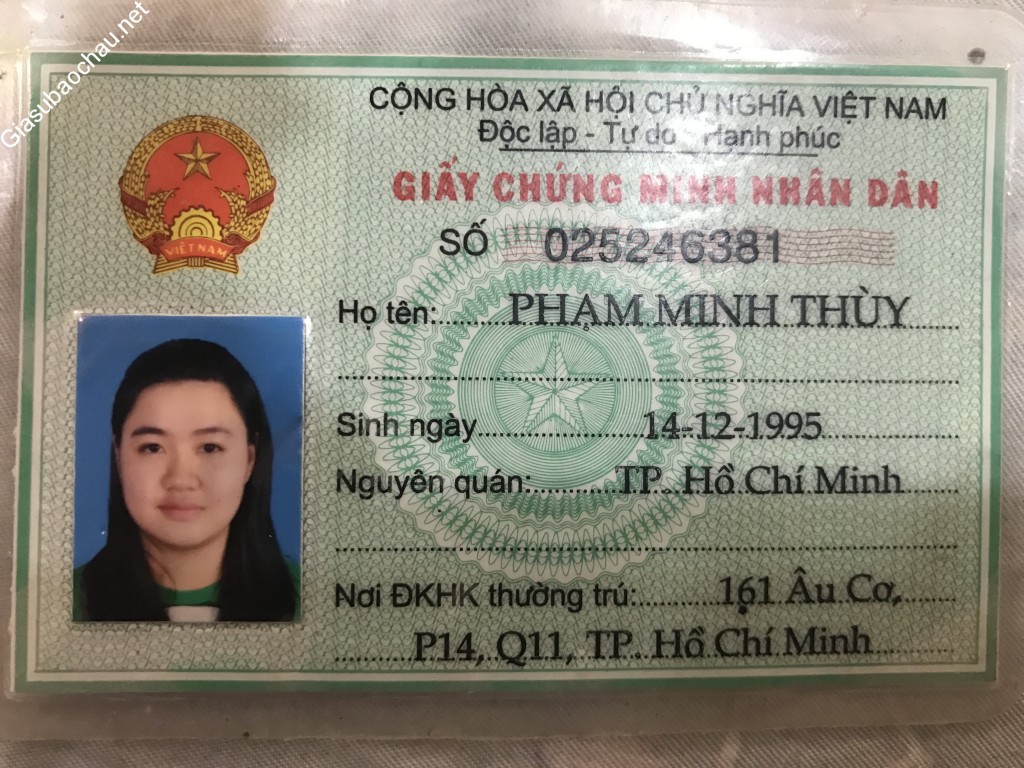 Giasubaochau.net
CỘNG HÒA XÃ HỘI CHỦ NGHĨA VIỆT NAM
Độc lập - Tự do - Hạnh phúc
GIẤY CHỨNG MINH NHÂN DÂN
VIỆT NAM
SỐ 025246381
Họ tên: PHẠM MINH THÙY
Sinh ngày 14-12-1995
Nguyên quán: TP. Hồ Chí Minh
Nơi ĐKHK thường trú: 161 Âu Cơ,
P14, Q11, TP. Hồ Chí Minh